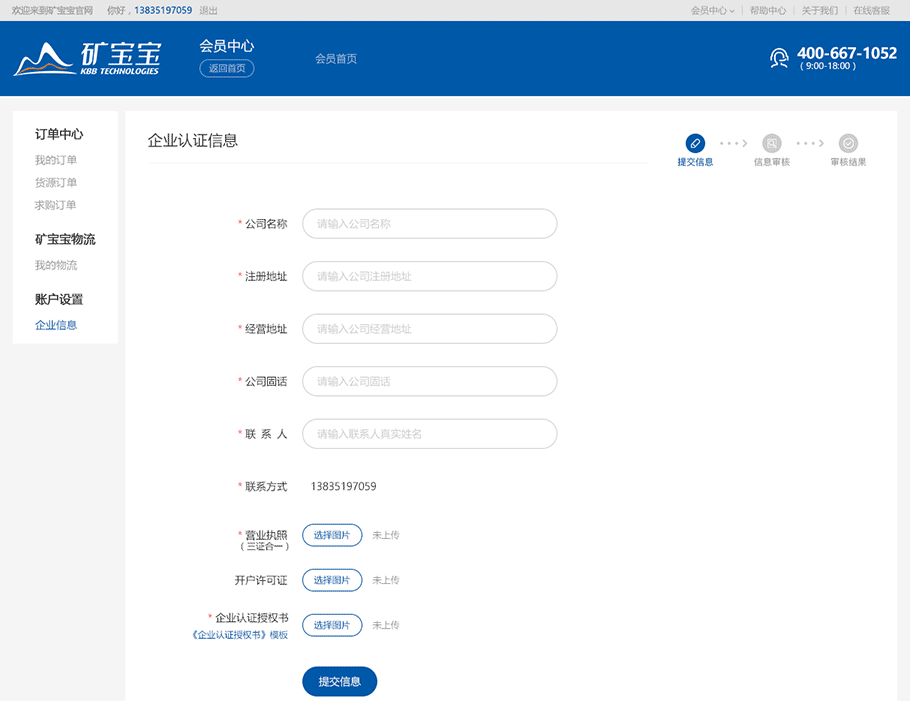 欢迎来到矿宝宝官网 你好，13835197059 退出
会员中心 帮助中心 关于我们 在线客服
矿宝宝
KBB TECHNOLOGIES
会员中心
返回首页
会员首页
400-667-1052
( 9:00-18:00 )
订单中心
我的订单
货源订单
求购订单
矿宝宝物流
我的物流
账户设置
企业信息
企业认证信息
提交信息 信息审核 审核结果
* 公司名称 请输入公司名称
* 注册地址 请输入公司注册地址
* 经营地址 请输入公司经营地址
* 公司固话 请输入公司固话
* 联 系 人 请输入联系人真实姓名
* 联系方式 13835197059
* 营业执照 选择图片 未上传
( 三证合一 )
开户许可证 选择图片 未上传
* 企业认证授权书 选择图片 未上传
《企业认证授权书》模板
提交信息